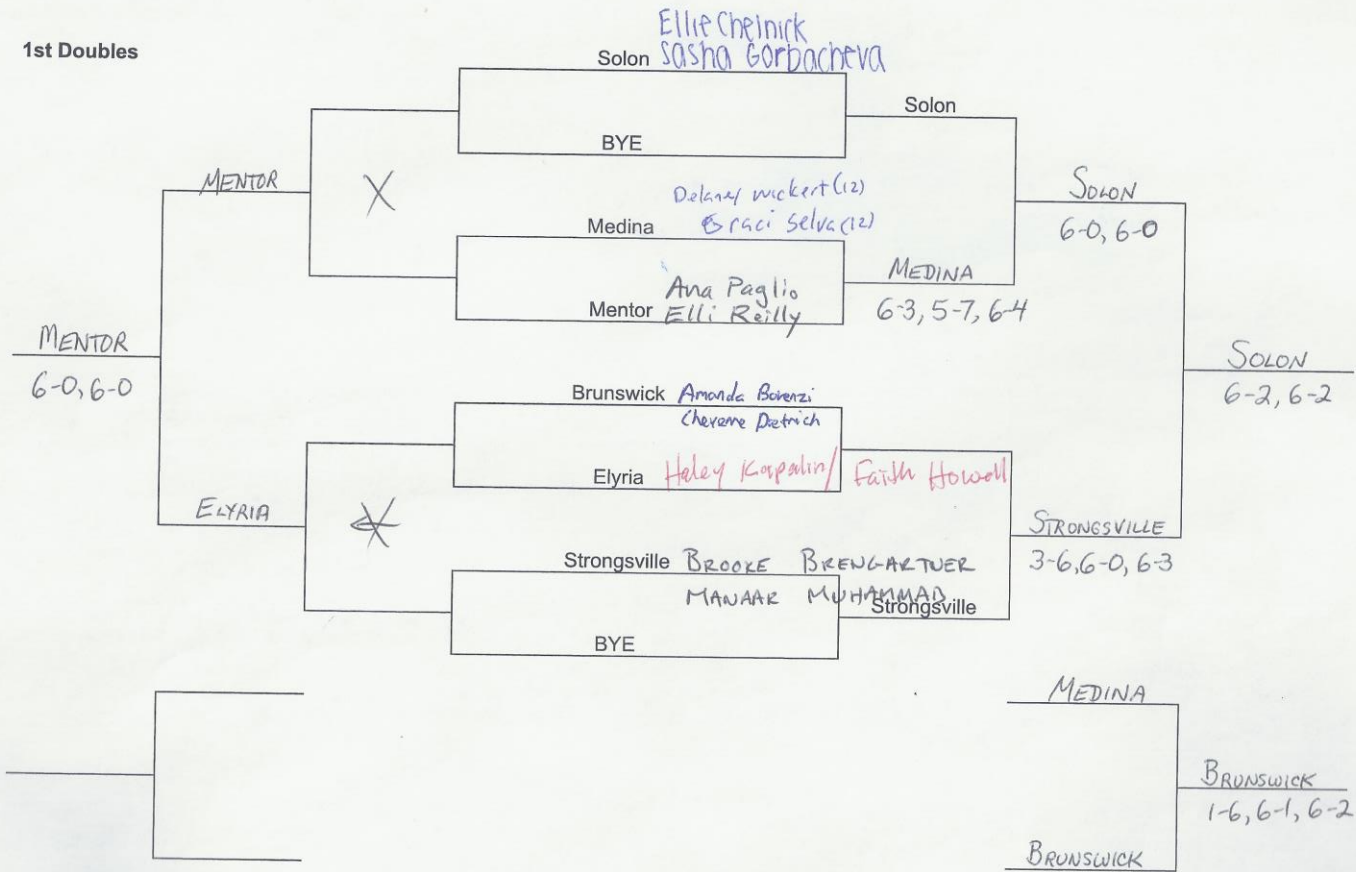 1st Doubles
Ellie Chelnick
Solon Sasha Gorbacheva
Solon
BYE
MENTOR
X
Delaney Wickert (12)
SOLON
Medina Graci Selva (12)
6-0, 6-0
MEDINA
Ana Paglio
Mentor Elli Reilly
6-3, 5-7, 6-4
MENTOR
6-0, 6-0
SOLON
6-2, 6-2
Brunswick Amanda Borenzi
Elyria Haley Kapalin/ Faith Howell
ELYRIA
X
STRONGSVILLE
3-6, 6-0, 6-3
Strongsville BROOKE BRENGARTNER
MANAAR MUHAMMAD
Strongsville
BYE
MEDINA
BRUNSWICK
1-6, 6-1, 6-2
BRUNSWICK